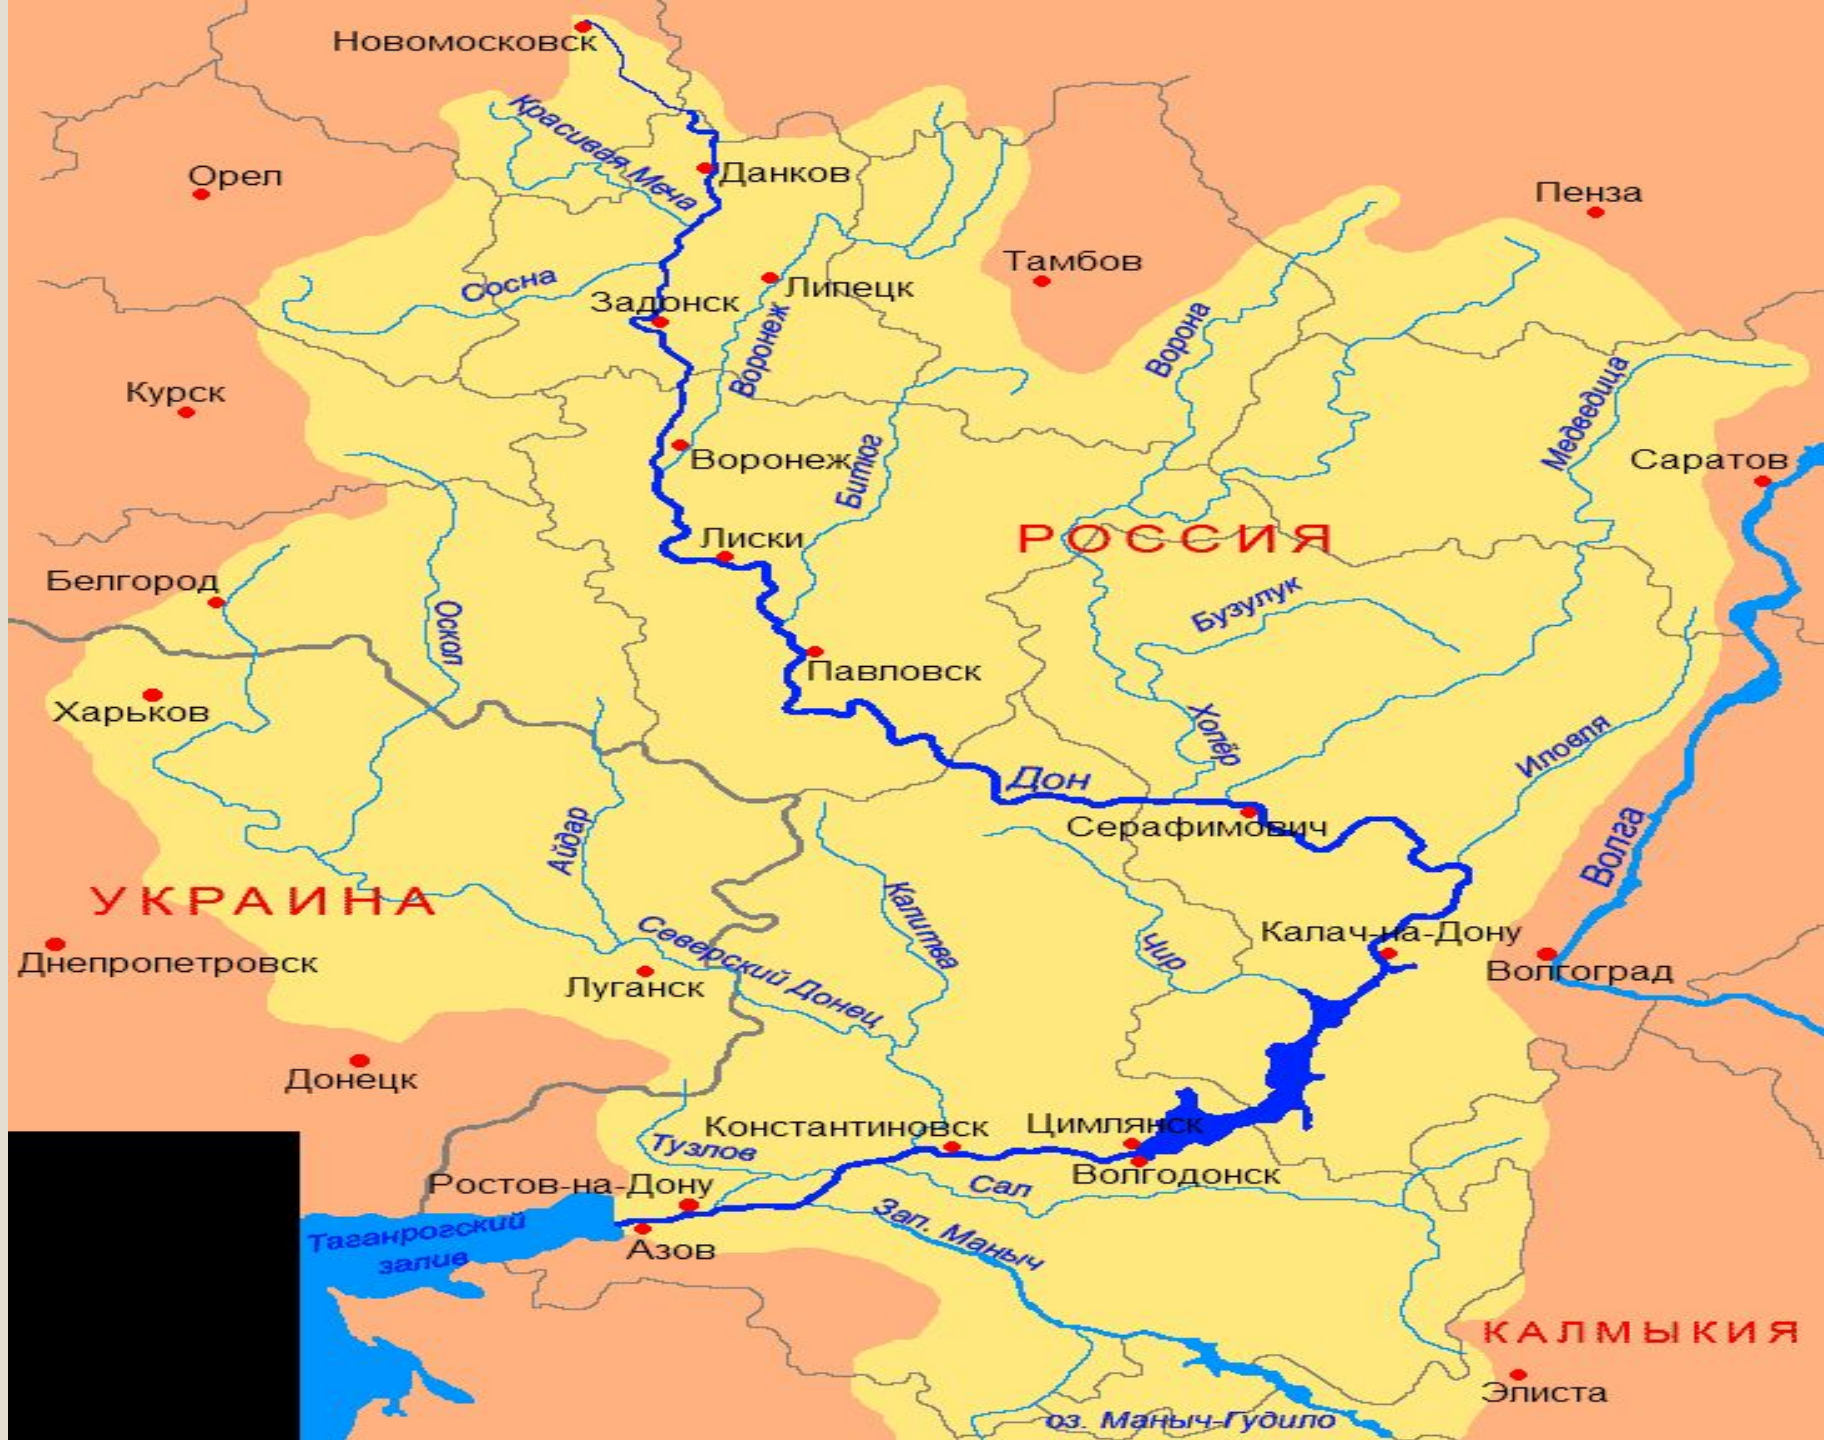 Новомосковск
Красивая Меча
Данков
Орел
Пенза
Тамбов
Сосна
Задонск
Липецк
Воронеж
Ворона
Медведица
Курск
Воронеж
Битюг
Саратов
Лиски
РОССИЯ
Белгород
Оскол
Бузулук
Павловск
Харьков
Хопёр
Иловля
Дон
Серафимович
Айдар
Волга
УКРАИНА
Калитва
Чир
Калач-на-Дону
Волгоград
Днепропетровск
Северский Донец
Луганск
Донецк
Константиновск
Цимлянск
Тузлов
Волгодонск
Ростов-на-Дону
Сал
Таганрогский
залив
Азов
Зап. Маныч
КАЛМЫКИЯ
Элиста
оз. Маныч-Гудило